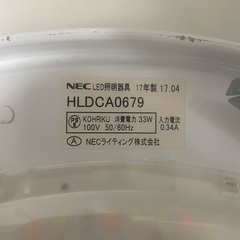 NEC LED照明器具 17年製 17.04
HLDCA0679
PS E KOHRKU 消費電力 33W 入力電流
100V 50/60Hz 0.34A
A NECライティング株式会社